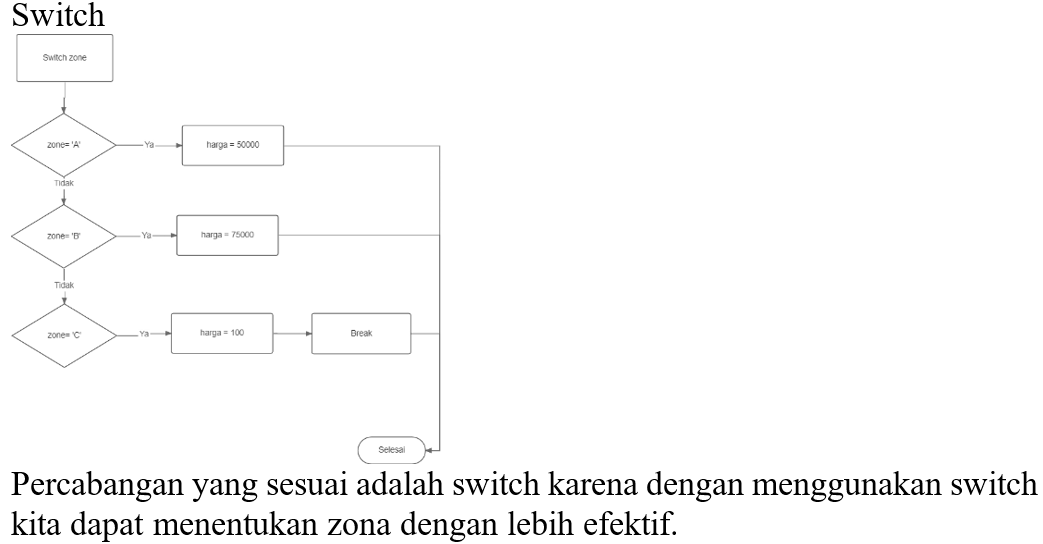 Switch
Switch zone
zone= 'A'
Ya
harga = 50000
Tidak
zone= 'B'
Ya
harga = 75000
Tidak
zone= 'C'
Ya
harga = 100
Break
Selesai
Percabangan yang sesuai adalah switch karena dengan menggunakan switch
kita dapat menentukan zona dengan lebih efektif.